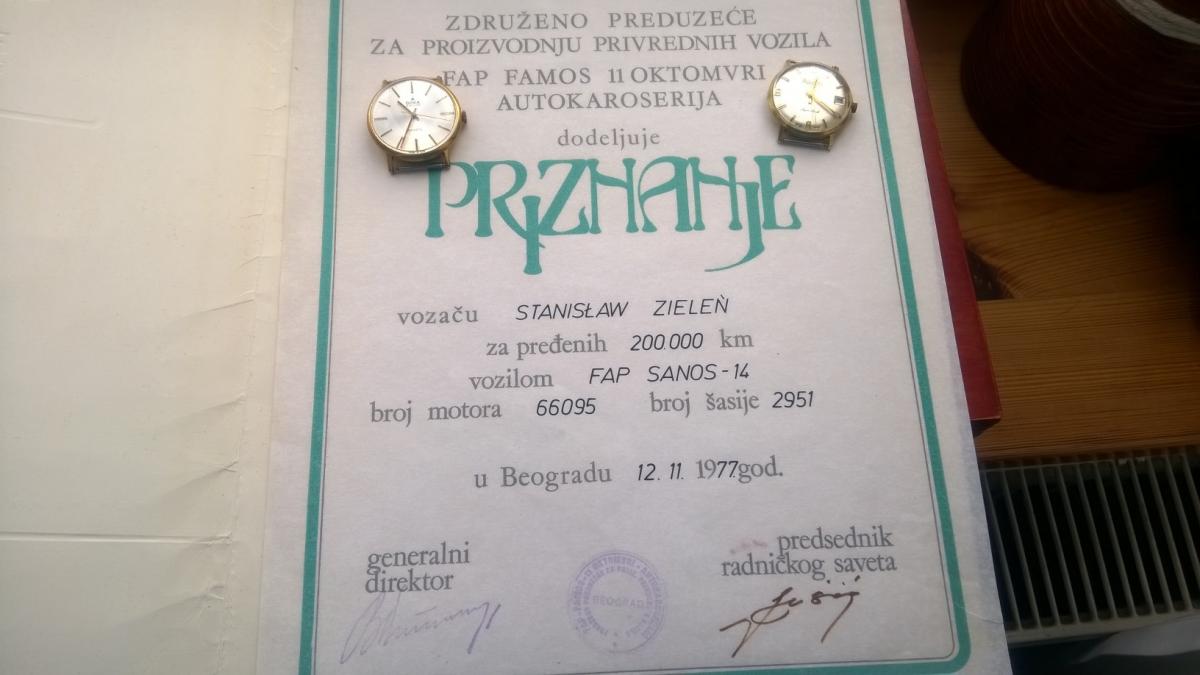 ZDRUŽENO PREDUZEĆE
ZA PROIZVODNJU PRIVREDNIH VOZILA
FAP FAMOS 11 OKTOMVRI
AUTOKAROSERIJA
dodeljuje
PRIZNANJE
vozaču STANISŁAW ZIELEŃ
za pređenih 200.000 km
vozilom FAP SANOS-14
broj motora 66095 broj šasije 2951
u Beogradu 12. 11. 1977 god.
generalni
direktor
predsednik
radničkog saveta
BEOGRAD